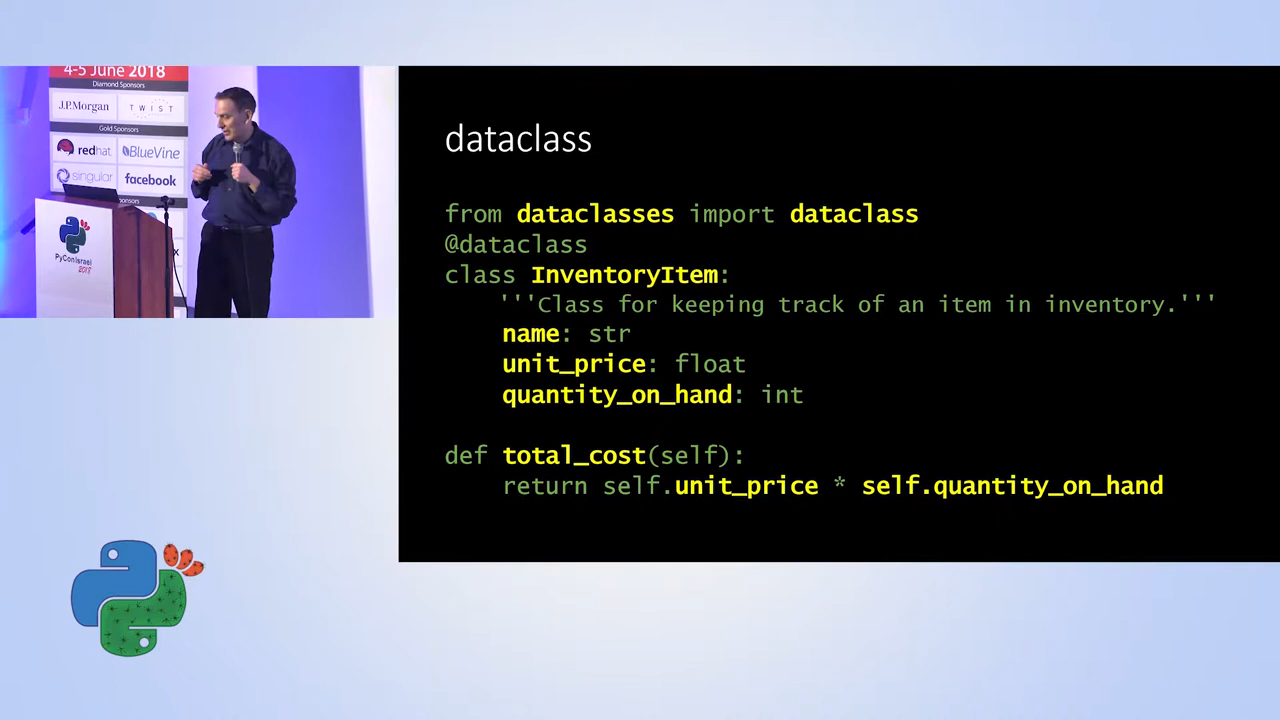 4-5 June 2018
Diamond Sponsors
J.P.Morgan
TWIST
Gold Sponsors
redhat
BlueVine
singular
facebook
PyConIsrael
2018
dataclass
from dataclasses import dataclass
@dataclass
class InventoryItem:
'''Class for keeping track of an item in inventory.'''
name: str
unit_price: float
quantity_on_hand: int
def total_cost(self):
return self.unit_price * self.quantity_on_hand